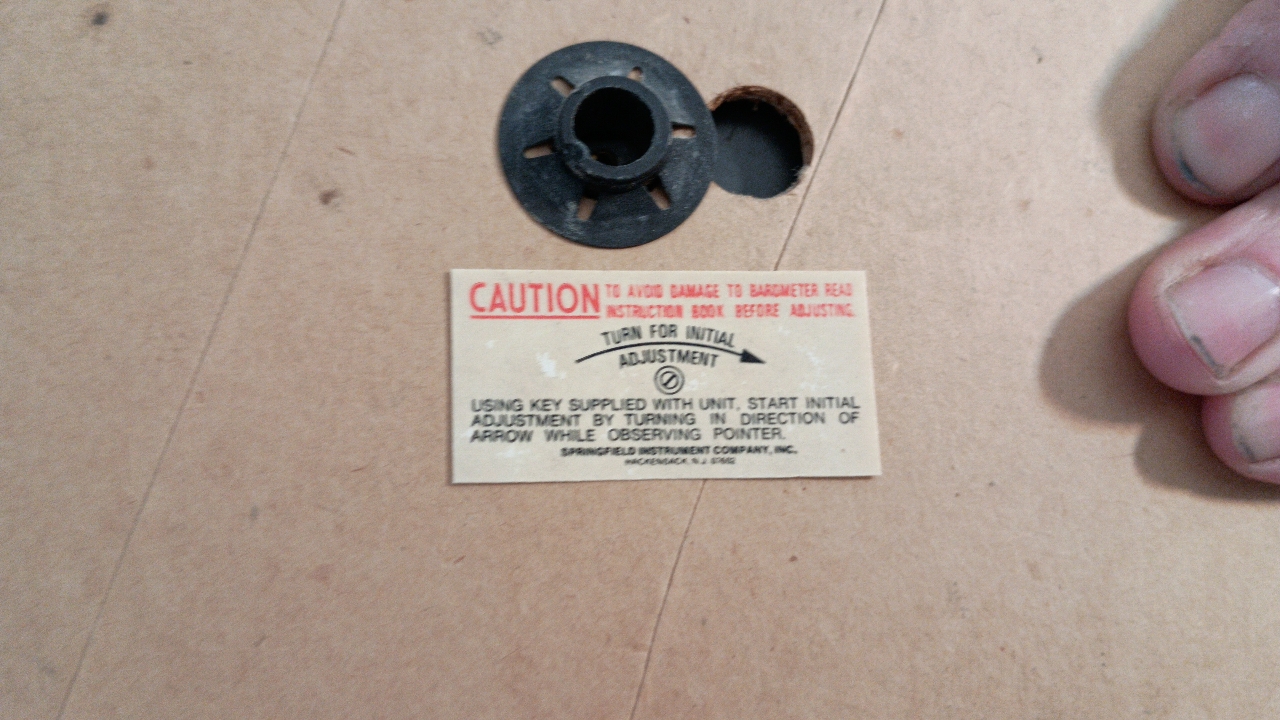 CAUTION TO AVOID DAMAGE TO BAROMETER READ
INSTRUCTION BOOK BEFORE ADJUSTING.
TURN FOR INITIAL
ADJUSTMENT
USING KEY SUPPLIED WITH UNIT, START INITIAL
ADJUSTMENT BY TURNING IN DIRECTION OF
ARROW WHILE OBSERVING POINTER.
SPRINGFIELD INSTRUMENT COMPANY, INC.
HACKENSACK, N.J.